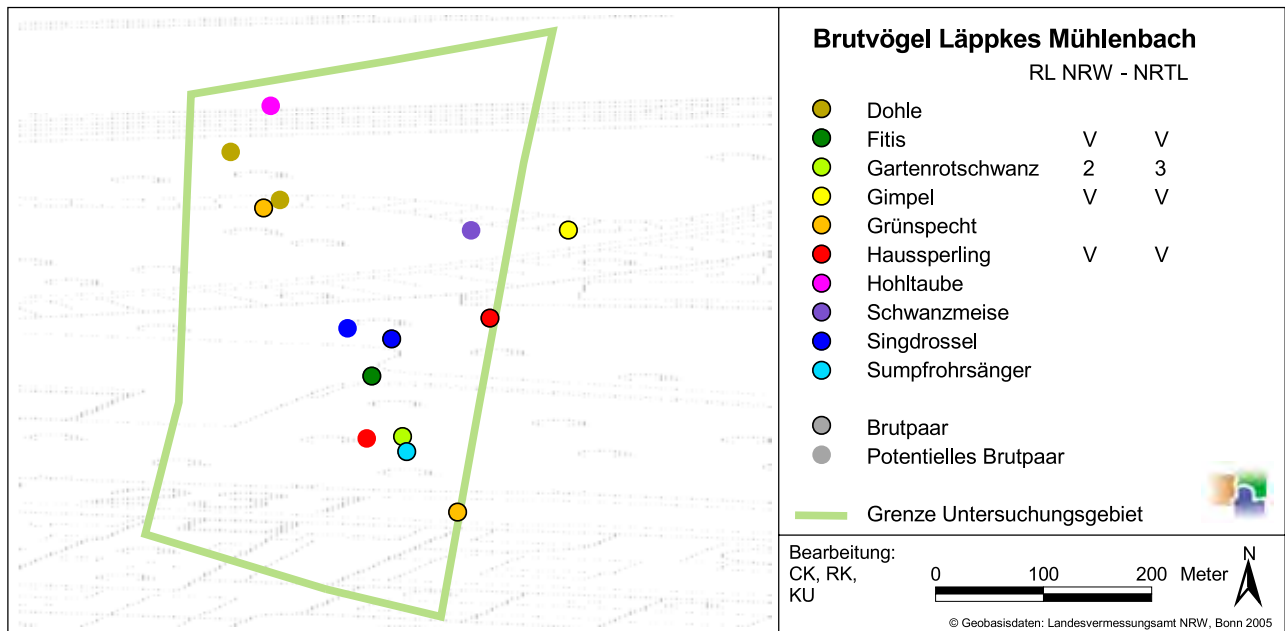 Brutvögel Läppkes Mühlenbach
RL NRW - NRTL
Dohle
Fitis V V
Gartenrotschwanz 2 3
Gimpel V V
Grünspecht
Haussperling V V
Hohltaube
Schwanzmeise
Singdrossel
Sumpfrohrsänger
Brutpaar
Potentielles Brutpaar
Grenze Untersuchungsgebiet
Bearbeitung:
CK, RK,
KU
0 100 200 Meter
N
© Geobasisdaten: Landesvermessungsamt NRW, Bonn 2005